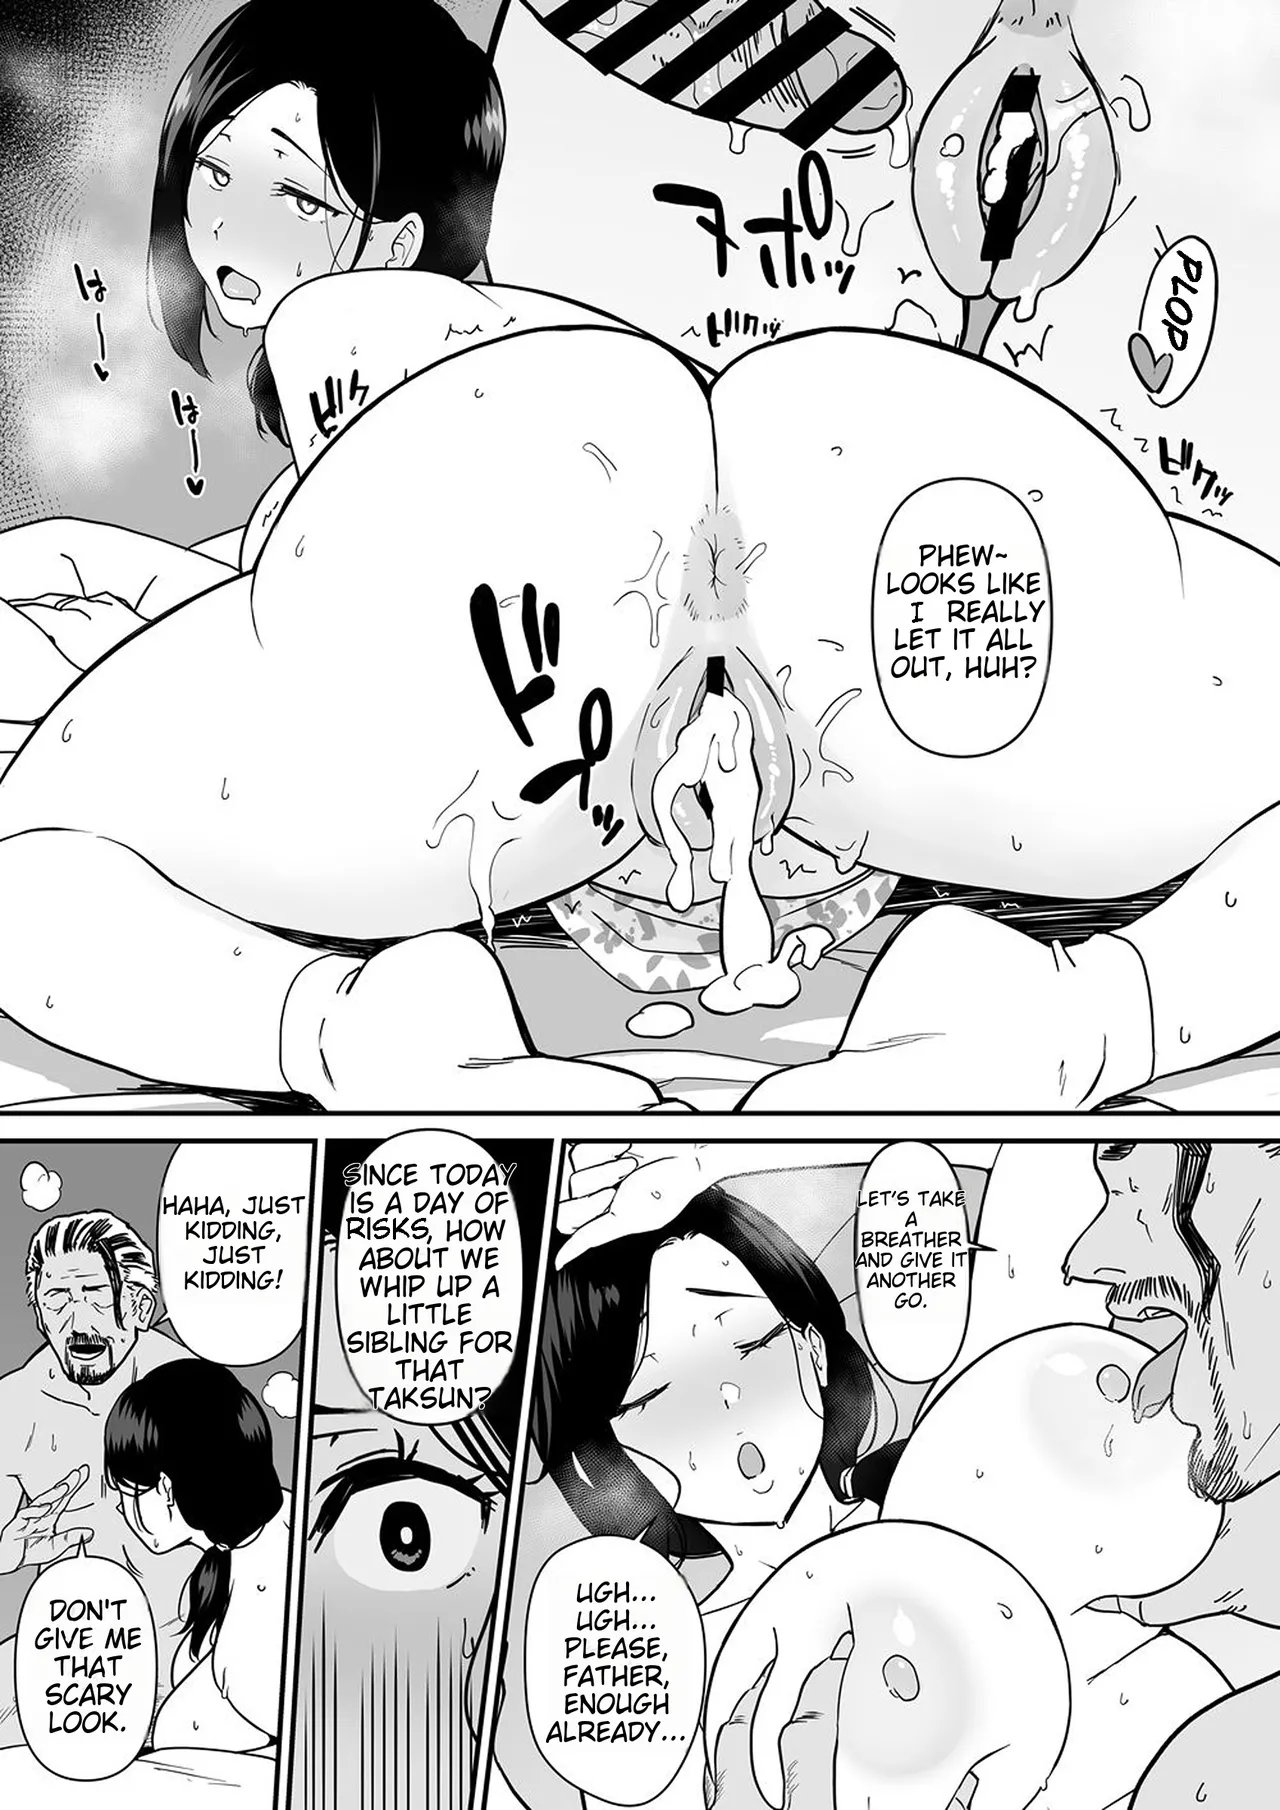 ヌポッ
PLOP
ビクッ
はー
はー
ビク
ビクッ
PHEW~
LOOKS LIKE
I REALLY
LET IT ALL
OUT, HUH?
ドプッ
LET'S TAKE
A
BREATHER
AND GIVE IT
ANOTHER
GO.
UGH...
UGH...
PLEASE,
FATHER,
ENOUGH
ALREADY...
SINCE TODAY
IS A DAY OF
RISKS, HOW
ABOUT WE
WHIP UP A
LITTLE
SIBLING FOR
THAT
TAKSUN?
HAHA, JUST
KIDDING,
JUST
KIDDING!
DON'T
GIVE ME
THAT
SCARY
LOOK.